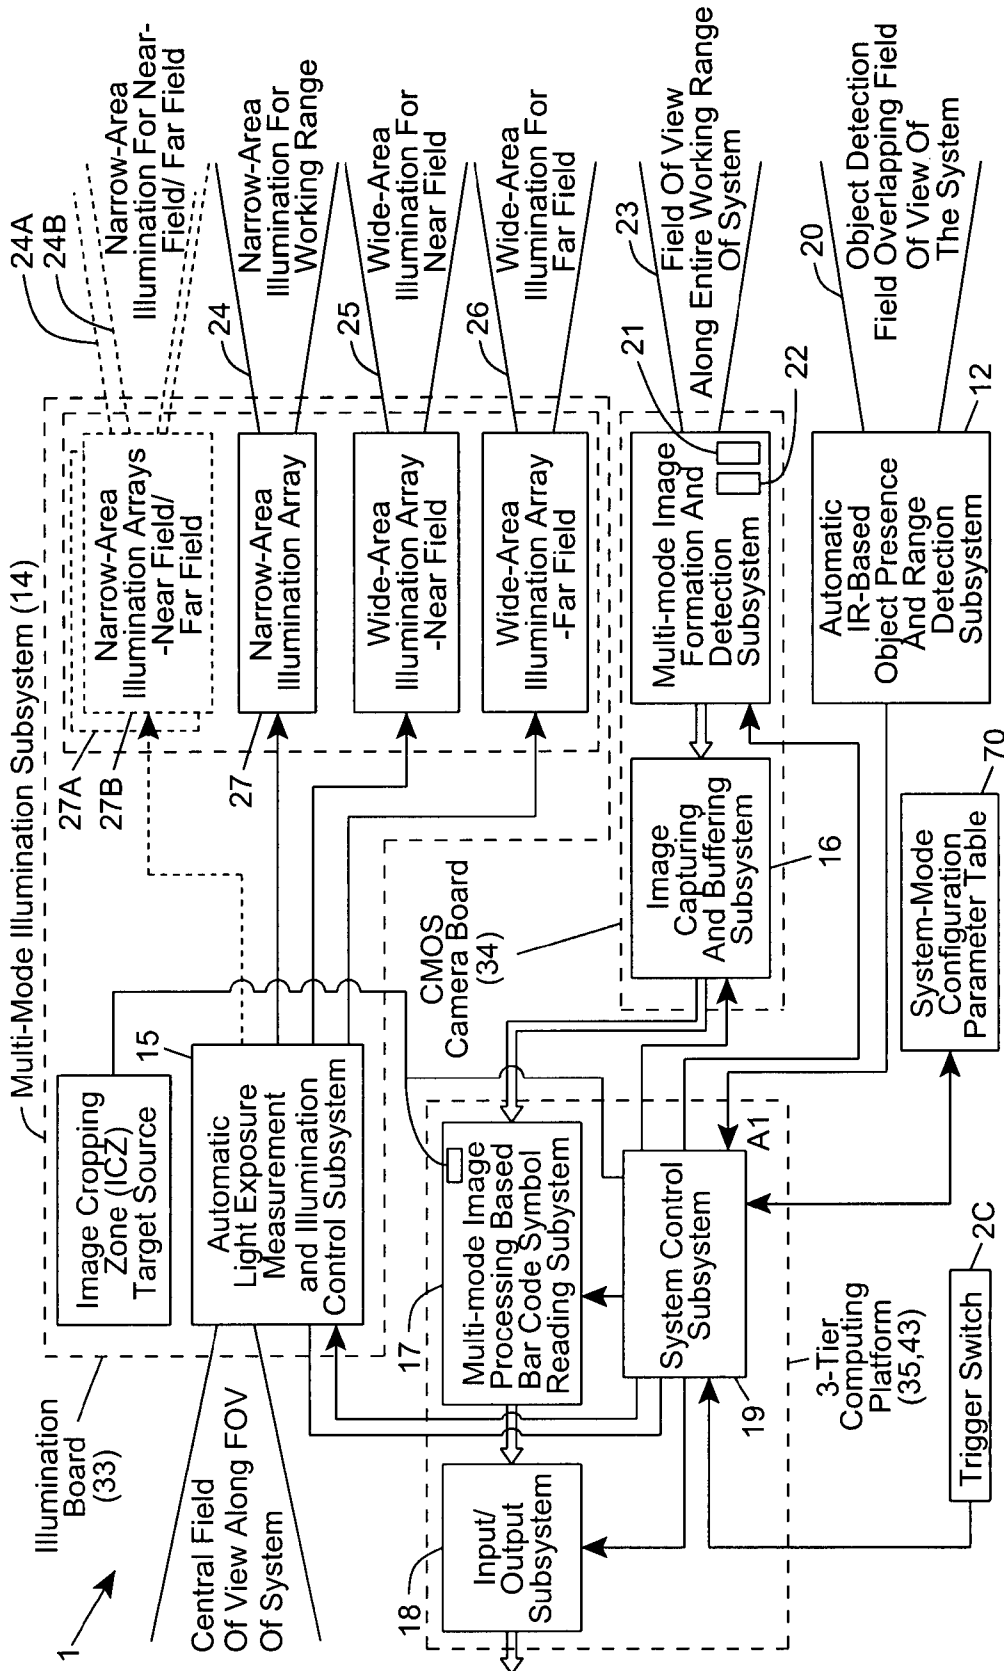 Multi-Mode Illumination Subsystem (14)
Illumination
Board
(33)
1
Central Field
Of View Along FOV
Of System
Image Cropping
Zone (ICZ)
Target Source
15
Automatic
Light Exposure
Measurement
and Illumination
Control Subsystem
27A
27B
Narrow-Area
Illumination Arrays
-Near Field/
Far Field
24A
24B
Narrow-Area
Illumination For Near-
Field/ Far Field
27
Narrow-Area
Illumination Array
24
Narrow-Area
Illumination For
Working Range
Wide-Area
Illumination Array
-Near Field
25
Wide-Area
Illumination For
Near Field
Wide-Area
Illumination Array
-Far Field
26
Wide-Area
Illumination For
Far Field
CMOS
Camera Board
(34)
Image
Capturing
And Buffering
Subsystem
16
Multi-mode Image
Formation And
Detection
Subsystem
21
22
23
Field Of View
Along Entire Working Range
Of System
17
Multi-mode Image
Processing Based
Bar Code Symbol
Reading Subystem
18
Input/
Output
Subsystem
System Control
Subsystem
19
A1
Automatic
IR-Based
Object Presence
And Range
Detection
Subsystem
12
20
Object Detection
Field Overlapping Field
Of View Of
The System
3-Tier
Computing
Platform
(35,43)
System-Mode
Configuration
Parameter Table
70
Trigger Switch
2C